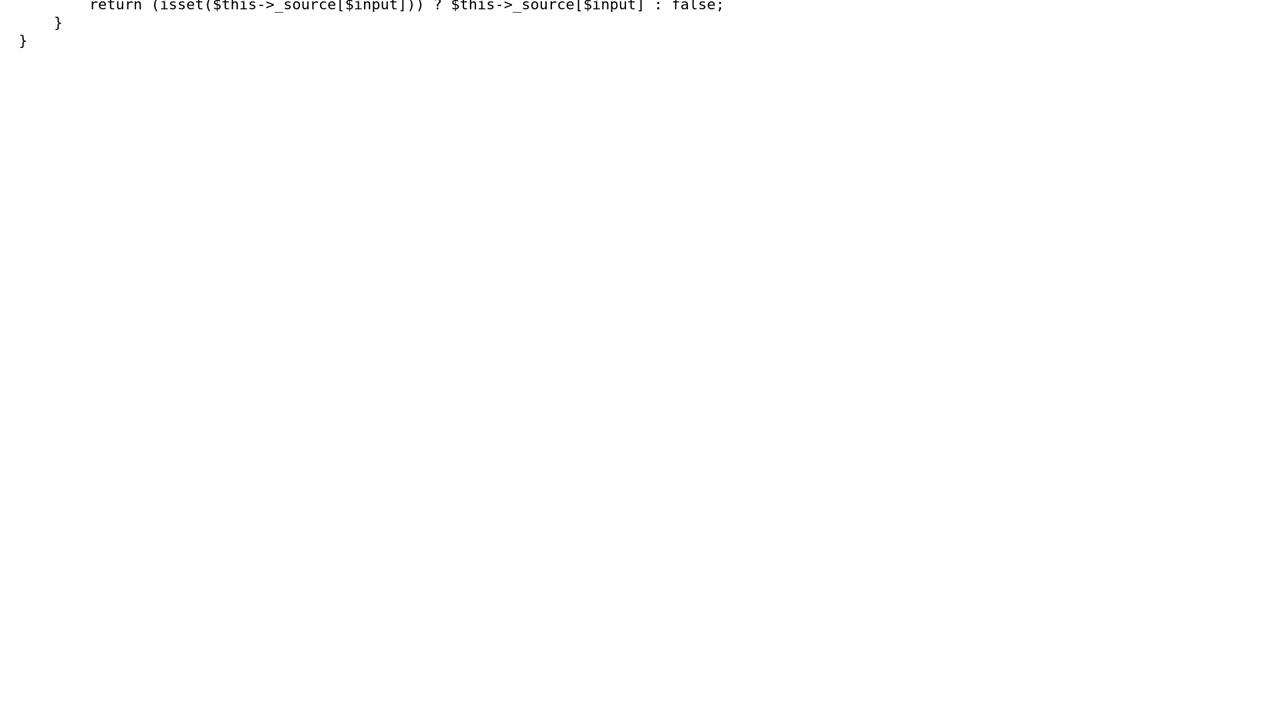 return (isset($this->_source[$input])) ? $this->_source[$input] : false;
}
}